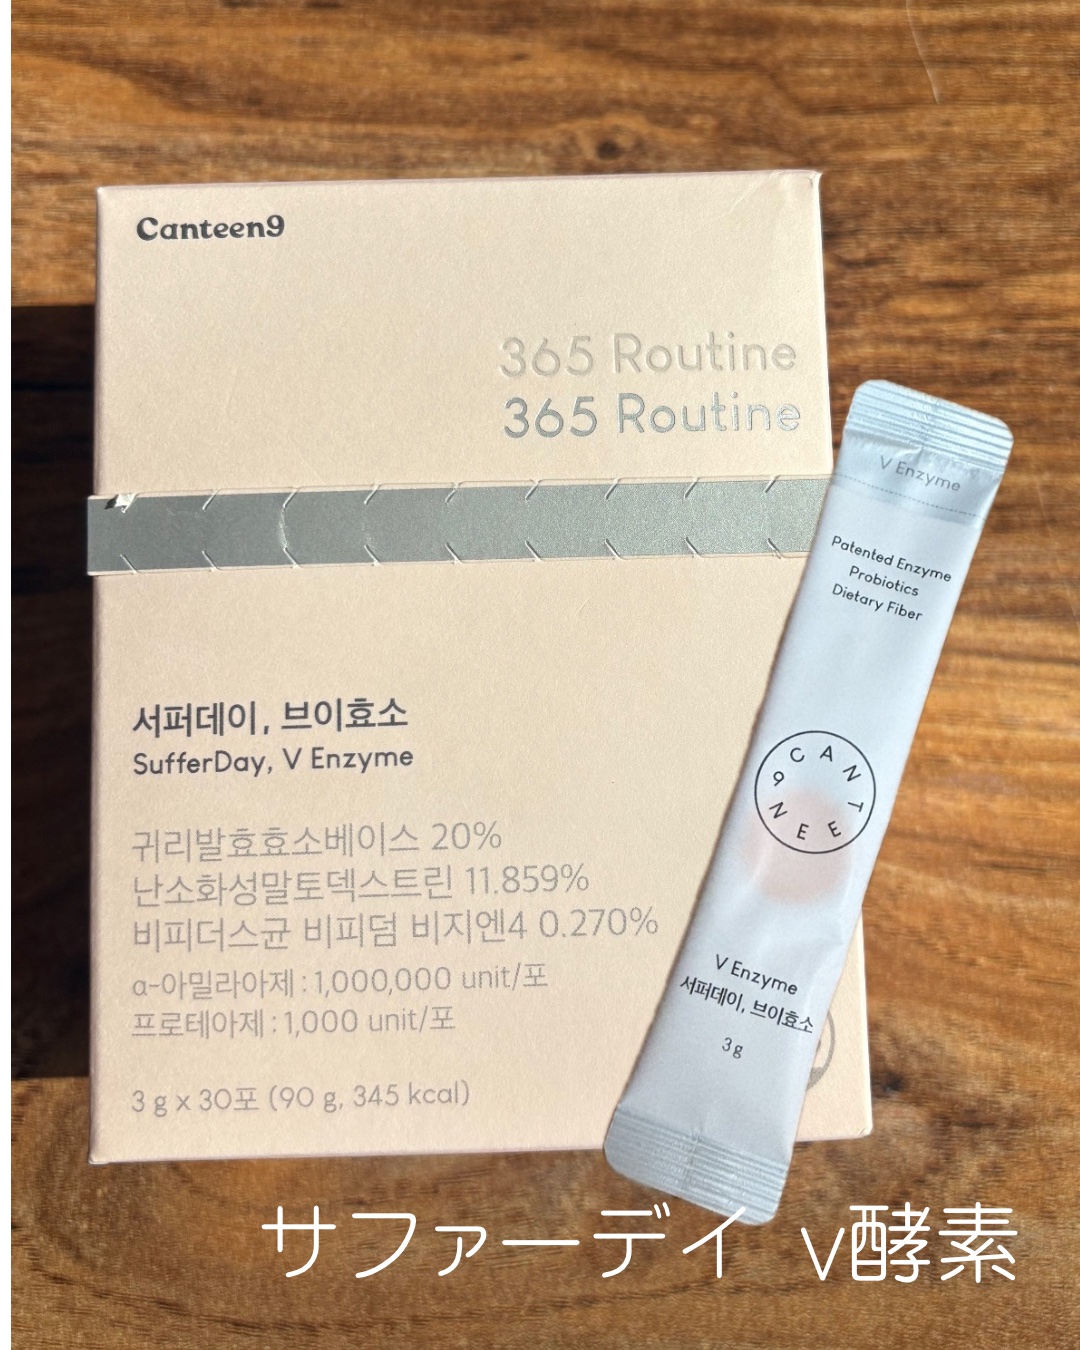 Canteen9
365 Routine
365 Routine
서퍼데이, 브이효소
SufferDay, V Enzyme
귀리발효효소베이스 20%
난소화성말토덱스트린 11.859%
비피더스균 비피덤 비지엔4 0.270%
α-아밀라아제 : 1,000,000 unit/포
프로테아제 : 1,000 unit/포
3 g x 30포 (90 g, 345 kcal)
V Enzyme
Patented Enzyme
Probiotics
Dietary Fiber
CANTEEN9
V Enzyme
서퍼데이, 브이효소
3 g
サファーデイ v酵素